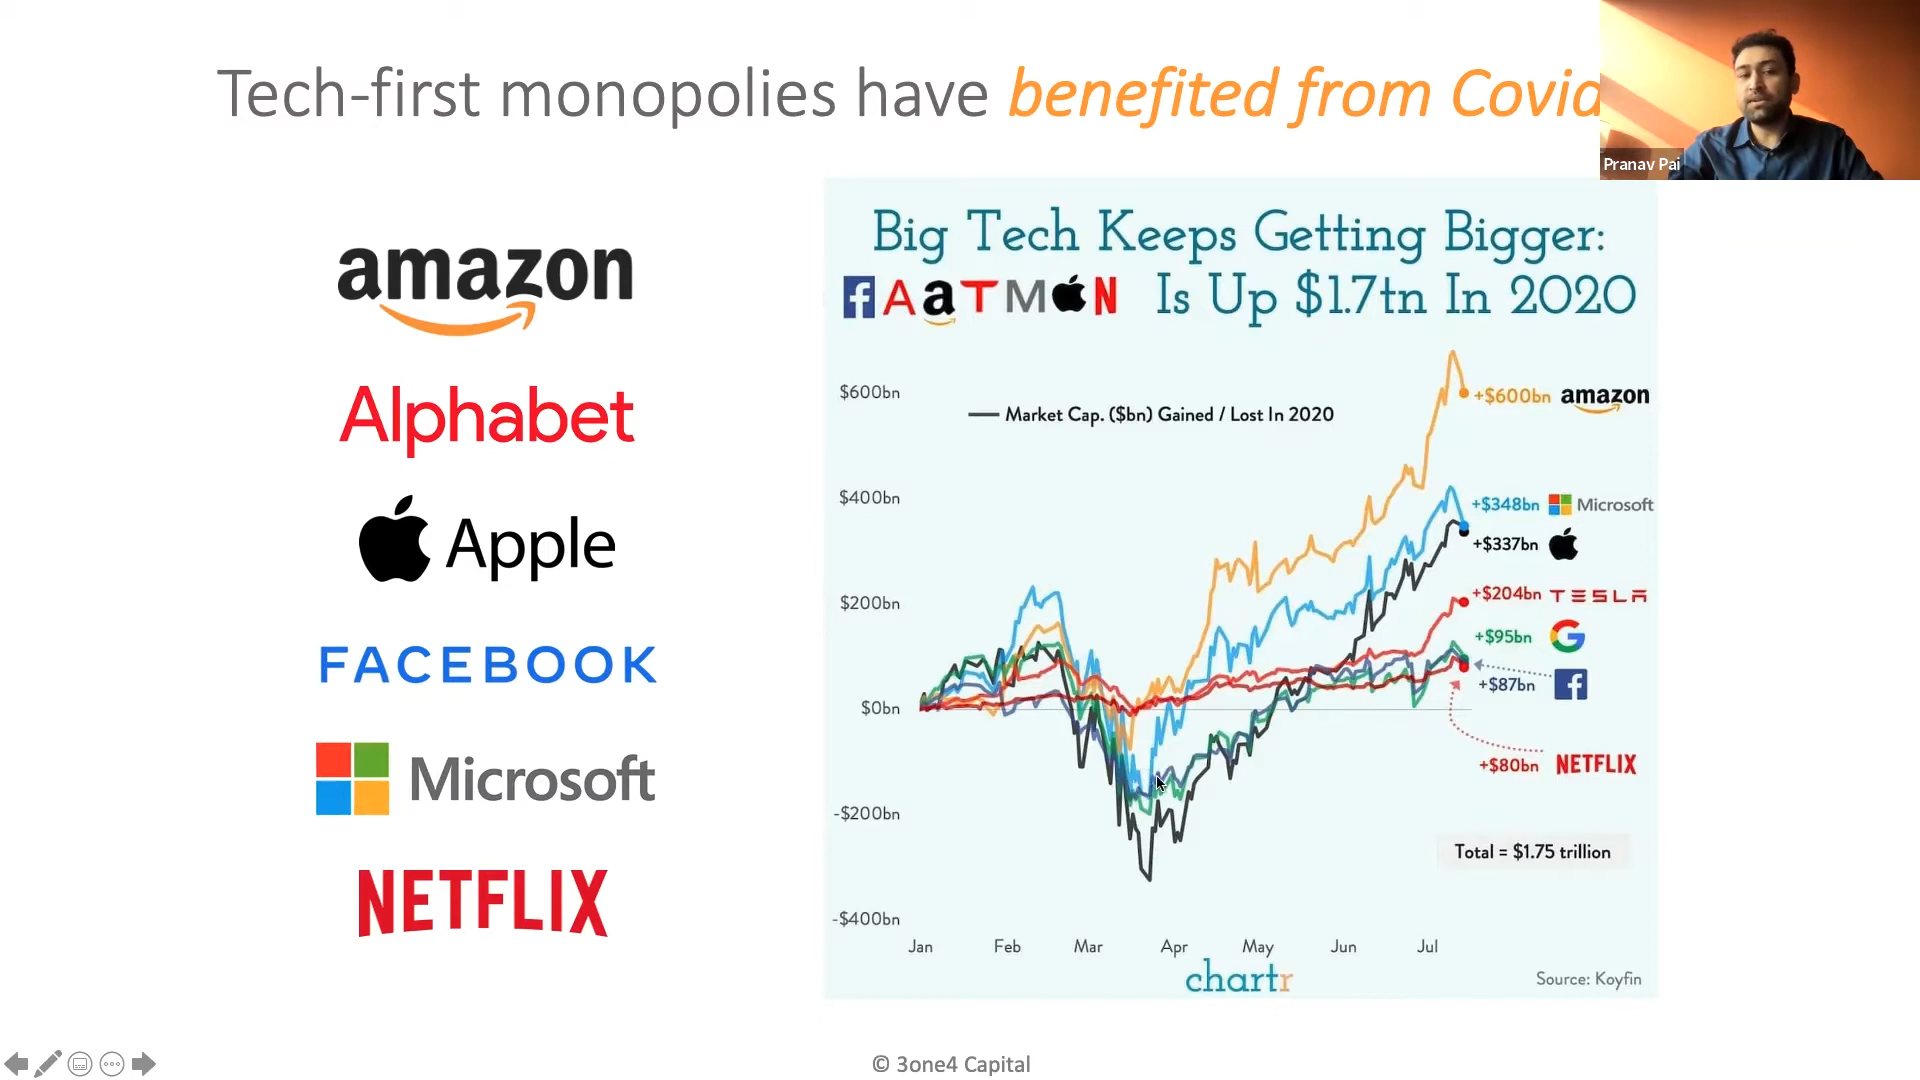 Tech-first monopolies have benefited from Covid
Pranav Pai
amazon
Alphabet
Apple
FACEBOOK
Microsoft
NETFLIX
Big Tech Keeps Getting Bigger:
f A a T M N Is Up $1.7tn In 2020
Market Cap. ($bn) Gained / Lost In 2020
$600bn
$400bn
$200bn
$0bn
-$200bn
-$400bn
+$600bn amazon
+$348bn Microsoft
+$337bn
+$204bn TESLA
+$95bn G
+$87bn f
+$80bn NETFLIX
Total = $1.75 trillion
Jan Feb Mar Apr May Jun Jul
chartr
Source: Koyfin
© 3one4 Capital